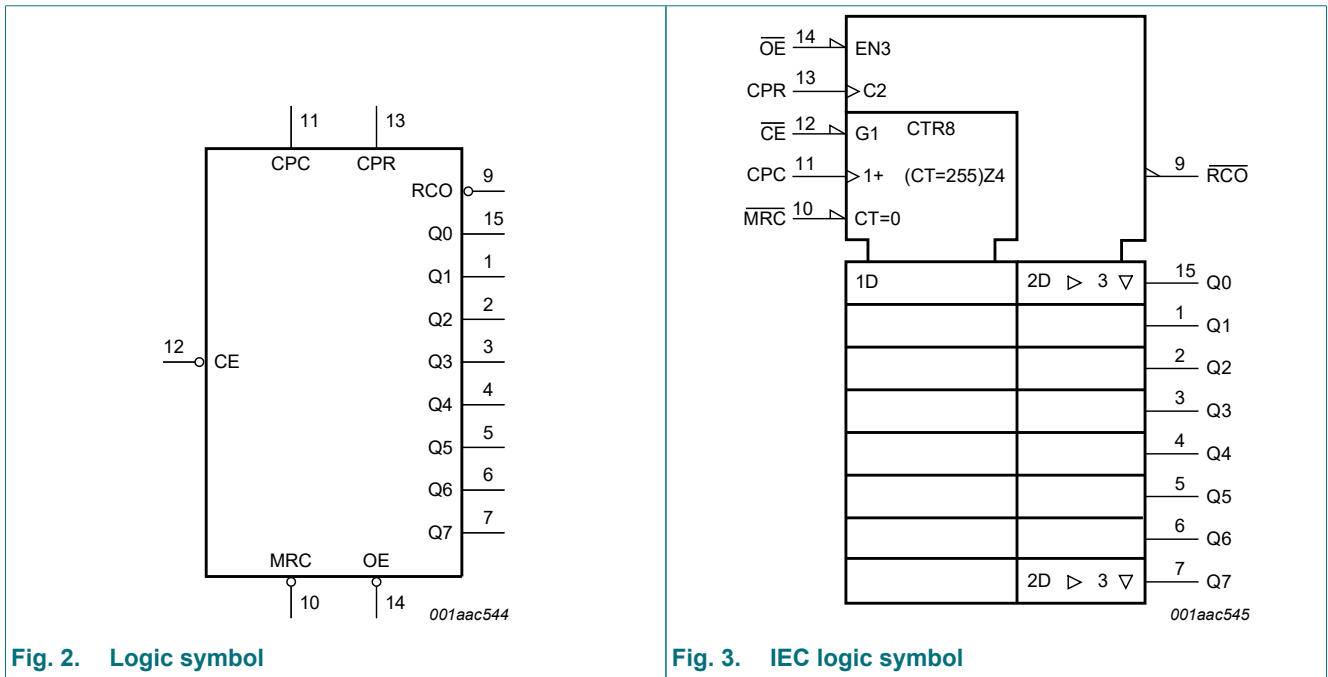 11
13
CPC
CPR
RCO
9
Q0
15
Q1
1
Q2
2
12
CE
Q3
3
Q4
4
Q5
5
Q6
6
Q7
7
MRC
OE
10
14
001aac544
Fig. 2. Logic symbol
OE 14 EN3
CPR 13 C2
CE 12 G1 CTR8
CPC 11 1+ (CT=255)Z4
9 RCO
MRC 10 CT=0
1D 2D ▷ 3 ▽ 15 Q0
1 Q1
2 Q2
3 Q3
4 Q4
5 Q5
6 Q6
2D ▷ 3 ▽ 7 Q7
001aac545
Fig. 3. IEC logic symbol